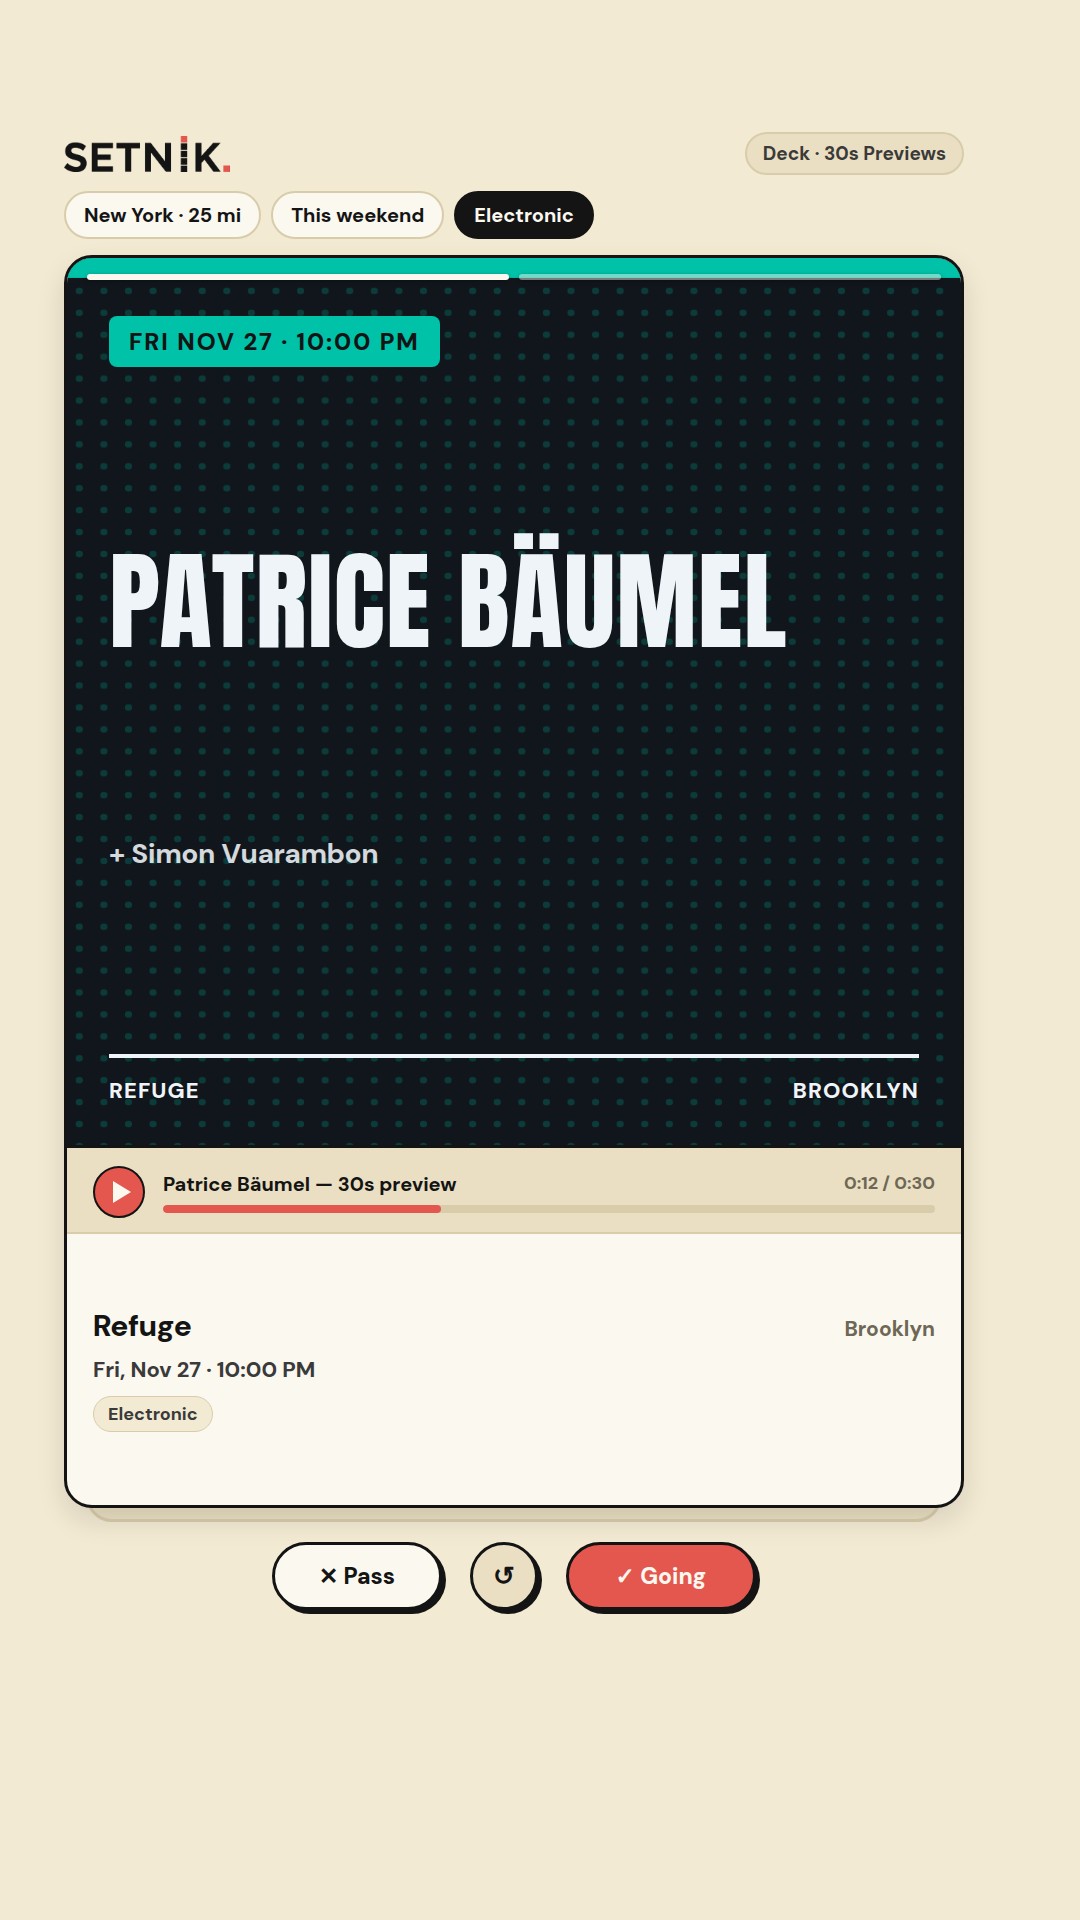 SETNIK.
Deck · 30s Previews
New York · 25 mi
This weekend
Electronic
FRI NOV 27 · 10:00 PM
PATRICE BÄUMEL
+ Simon Vuarambon
REFUGE
BROOKLYN
Patrice Bäumel — 30s preview
0:12 / 0:30
Refuge
Brooklyn
Fri, Nov 27 · 10:00 PM
Electronic
✕ Pass
↺
✓ Going